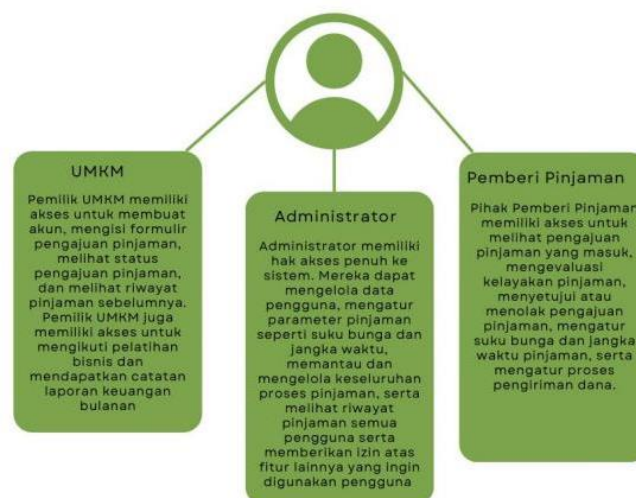 UMKM
Pemilik UMKM memiliki
akses untuk membuat
akun, mengisi formulir
pengajuan pinjaman,
melihat status
pengajuan pinjaman,
dan melihat riwayat
pinjaman sebelumnya.
Pemilik UMKM juga
memiliki akses untuk
mengikuti pelatihan
bisnis dan
mendapatkan catatan
laporan keuangan
bulanan
Administrator
Administrator memiliki
hak akses penuh ke
sistem. Mereka dapat
mengelola data
pengguna, mengatur
parameter pinjaman
seperti suku bunga dan
jangka waktu,
memantau dan
mengelola keseluruhan
proses pinjaman, serta
melihat riwayat
pinjaman semua
pengguna serta
memberikan izin atas
fitur lainnya yang ingin
digunakan pengguna
Pemberi Pinjaman
Pihak Pemberi Pinjaman
memiliki akses untuk
melihat pengajuan
pinjaman yang masuk,
mengevaluasi
kelayakan pinjaman,
menyetujui atau
menolak pengajuan
pinjaman, mengatur
suku bunga dan jangka
waktu pinjaman, serta
mengatur proses
pengiriman dana.